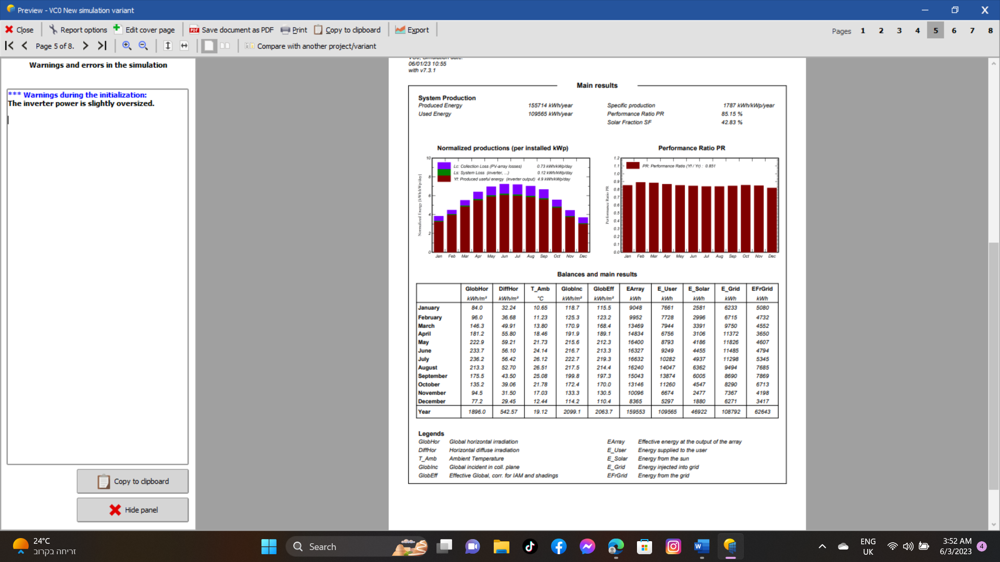 Preview - VC0 New simulation variant
Close Report options Edit cover page Save document as PDF Print Copy to clipboard Export Pages 1 2 3 4 5 6 7 8
Page 5 of 8. Compare with another project/variant
Warnings and errors in the simulation
*** Warnings during the initialization:
The inverter power is slightly oversized.
Copy to clipboard
Hide panel
VC0, Simulation date:
06/01/23 10:55
with v7.3.1
Main results
System Production
Produced Energy 155714 kWh/year Specific production 1787 kWh/kWp/year
Used Energy 109565 kWh/year Performance Ratio PR 85.15 %
Solar Fraction SF 42.83 %
Normalized productions (per installed kWp)
Lc: Collection Loss (PV-array losses) 0.73 kWh/kWp/day
Ls: System Loss (inverter, ...) 0.12 kWh/kWp/day
Yf: Produced useful energy (inverter output) 4.9 kWh/kWp/day
Normalized Energy [kWh/kWp/day]
10
8
6
4
2
0
Jan Feb Mar Apr May Jun Jul Aug Sep Oct Nov Dec
Performance Ratio PR
PR: Performance Ratio (Yf / Yr) : 0.851
Performance Ratio PR
1.2
1.1
1.0
0.9
0.8
0.7
0.6
0.5
0.4
0.3
0.2
0.1
0.0
Jan Feb Mar Apr May Jun Jul Aug Sep Oct Nov Dec
Balances and main results
GlobHor DiffHor T_Amb GlobInc GlobEff EArray E_User E_Solar E_Grid EFrGrid
kWh/m² kWh/m² °C kWh/m² kWh/m² kWh kWh kWh kWh kWh
January 84.0 32.24 10.65 118.7 115.5 9048 7661 2581 6233 5080
February 96.0 36.68 11.23 125.3 123.2 9952 7728 2996 6715 4732
March 146.3 49.91 13.80 170.9 168.4 13469 7944 3391 9750 4552
April 181.2 55.80 18.46 191.9 189.1 14834 6756 3106 11372 3650
May 222.9 59.21 21.73 215.6 212.3 16400 8793 4186 11826 4607
June 233.7 56.10 24.14 216.7 213.3 16327 9249 4455 11485 4794
July 236.2 56.42 26.12 222.7 219.3 16632 10282 4937 11298 5345
August 213.3 52.70 26.51 217.5 214.4 16240 14047 6362 9494 7685
September 175.5 43.50 25.08 199.8 197.3 15043 13874 6005 8690 7869
October 135.2 39.06 21.78 172.4 170.0 13146 11260 4547 8290 6713
November 94.5 31.50 17.03 133.3 130.5 10096 6674 2477 7367 4198
December 77.2 29.45 12.44 114.2 110.4 8365 5297 1880 6271 3417
Year 1896.0 542.57 19.12 2099.1 2063.7 159553 109565 46922 108792 62643
Legends
GlobHor Global horizontal irradiation EArray Effective energy at the output of the array
DiffHor Horizontal diffuse irradiation E_User Energy supplied to the user
T_Amb Ambient Temperature E_Solar Energy from the sun
GlobInc Global incident in coll. plane E_Grid Energy injected into grid
GlobEff Effective Global, corr. for IAM and shadings EFrGrid Energy from the grid
24°C
זריחה בקרוב
Search
ENG
UK
3:52 AM
6/3/2023
4